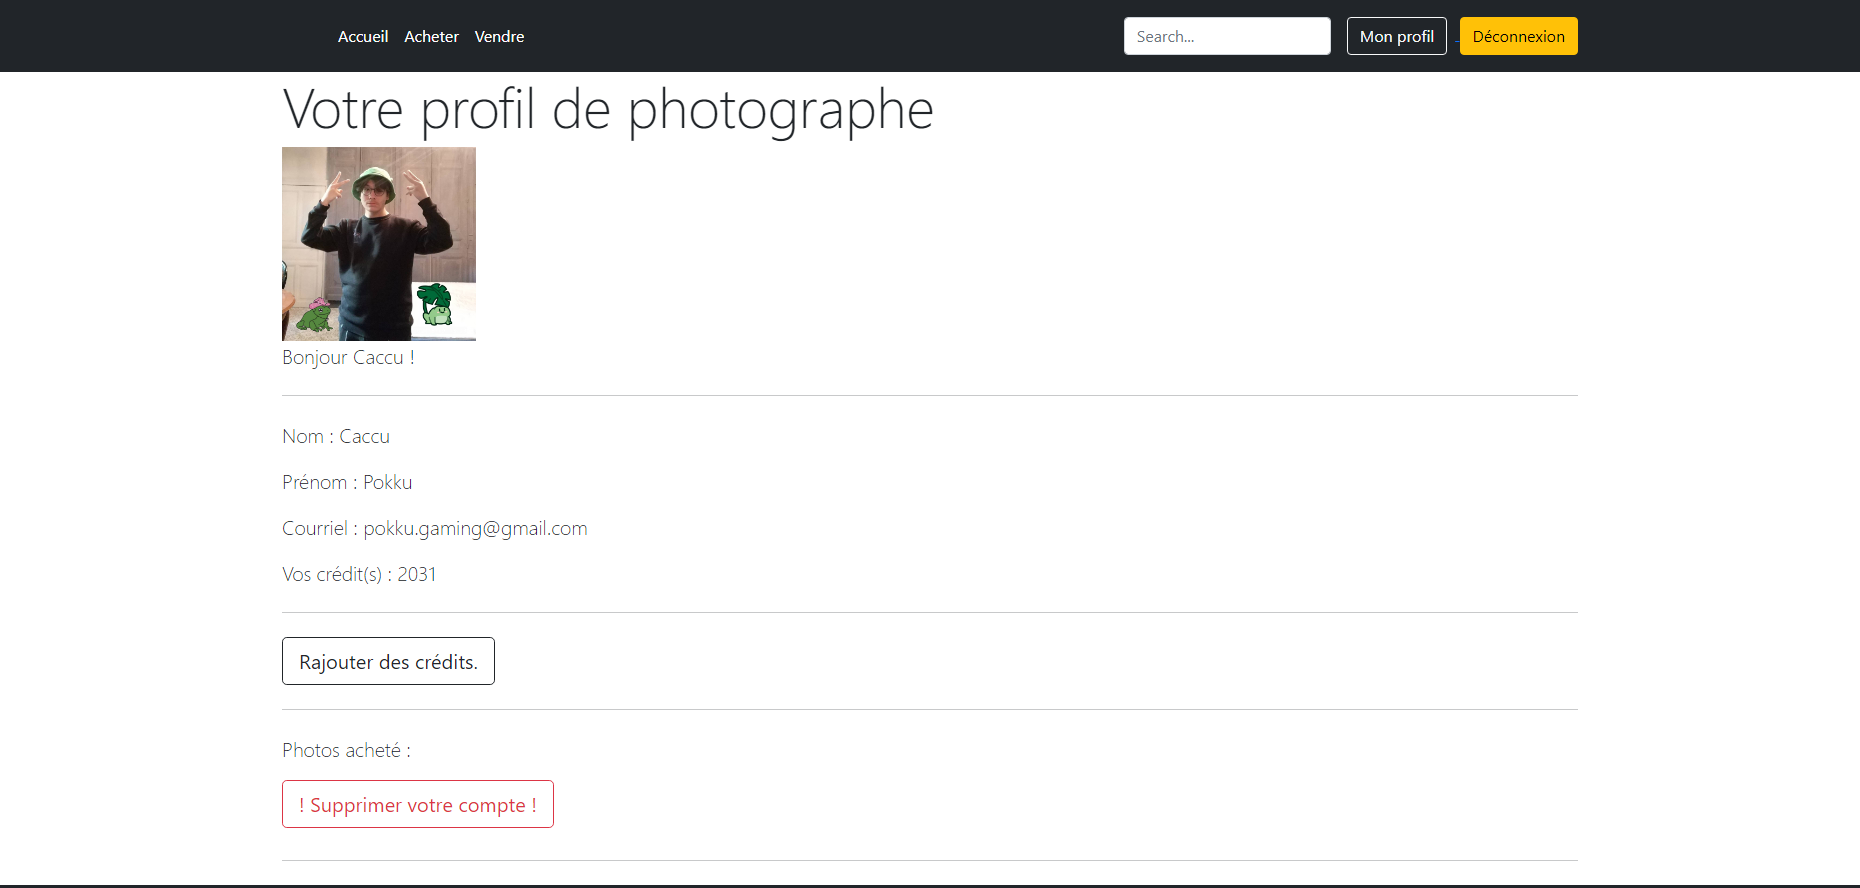 Accueil Acheter Vendre Search... Mon profil Déconnexion
Votre profil de photographe
Bonjour Caccu !
Nom : Caccu
Prénom : Pokku
Courriel : pokku.gaming@gmail.com
Vos crédit(s) : 2031
Rajouter des crédits.
Photos acheté :
! Supprimer votre compte !